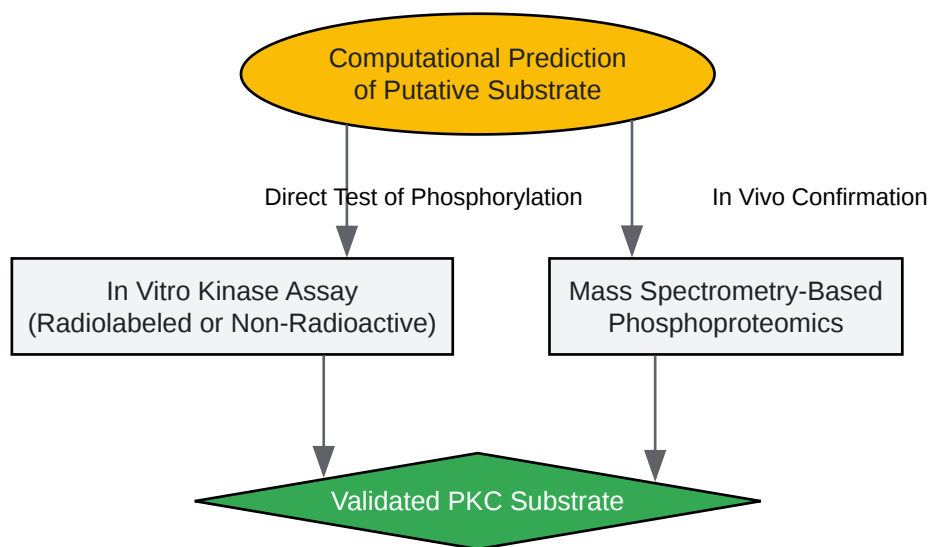 Computational Prediction
of Putative Substrate
Direct Test of Phosphorylation
In Vivo Confirmation
In Vitro Kinase Assay
(Radiolabeled or Non-Radioactive)
Mass Spectrometry-Based
Phosphoproteomics
Validated PKC Substrate